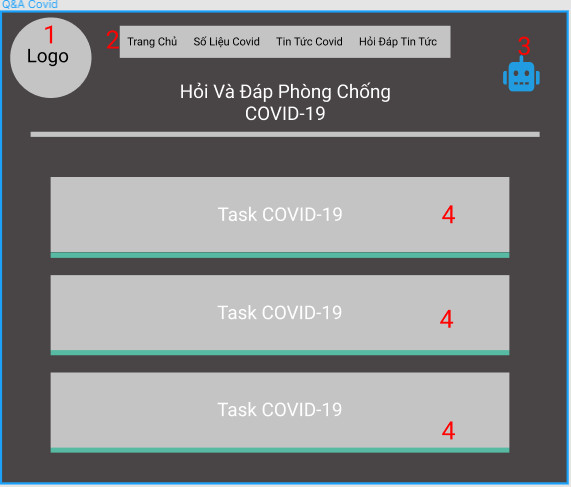 Q&A Covid
1
Logo
2
Trang Chủ Số Liệu Covid Tin Tức Covid Hỏi Đáp Tin Tức
3
Hỏi Và Đáp Phòng Chống
COVID-19
Task COVID-19 4
Task COVID-19 4
Task COVID-19 4